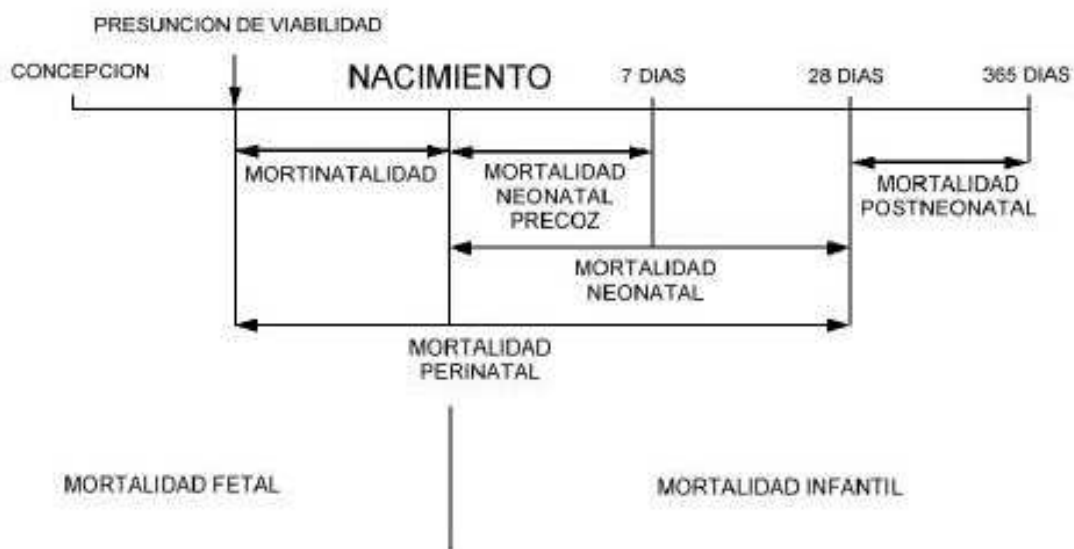 PRESUNCION DE VIABILIDAD
CONCEPCION
NACIMIENTO
7 DIAS
28 DIAS
365 DIAS
MORTINATALIDAD
MORTALIDAD
NEONATAL
PRECOZ
MORTALIDAD
POSTNEONATAL
MORTALIDAD
NEONATAL
MORTALIDAD
PERINATAL
MORTALIDAD FETAL
MORTALIDAD INFANTIL